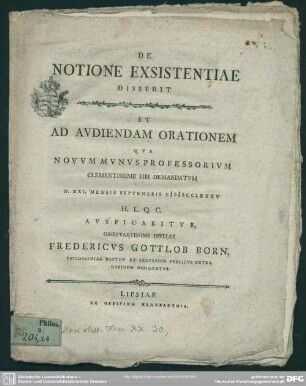 DE
NOTIONE EXSISTENTIAE
DISSERIT
ET
AD AVDIENDAM ORATIONEM
QVA
NOVVM MVNVS PROFESSORIVM
CLEMENTISSIME SIBI DEMANDATVM
D. XXI. MENSIS SEPTEMBRIS
H. L. Q. C.
AVSPICABITVR,
OBSERVANTISSIME INVITAT
FREDERICVS GOTTLOB BORN,
PHILOSOPHIAE DOCTOR ET PROFESSOR PVBLICVS EXTRA
ORDINEM DESIGNATVS.
LIPSIAE
EX OFFICINA KLAVBARTHIA.
Philos.